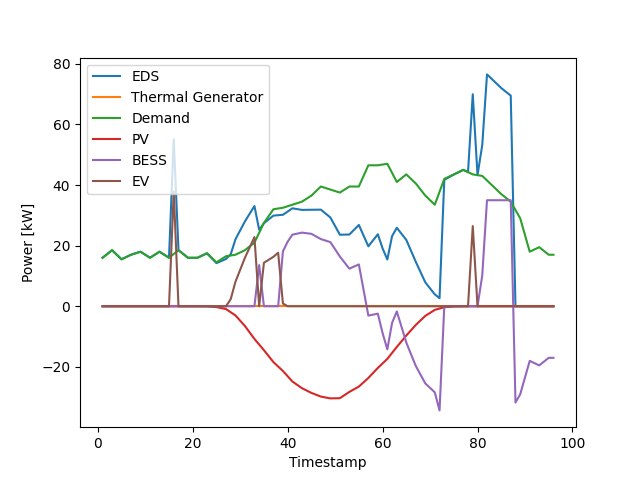 EDS
Thermal Generator
Demand
PV
BESS
EV
Power [kW]
80
60
40
20
0
−20
0 20 40 60 80 100
Timestamp